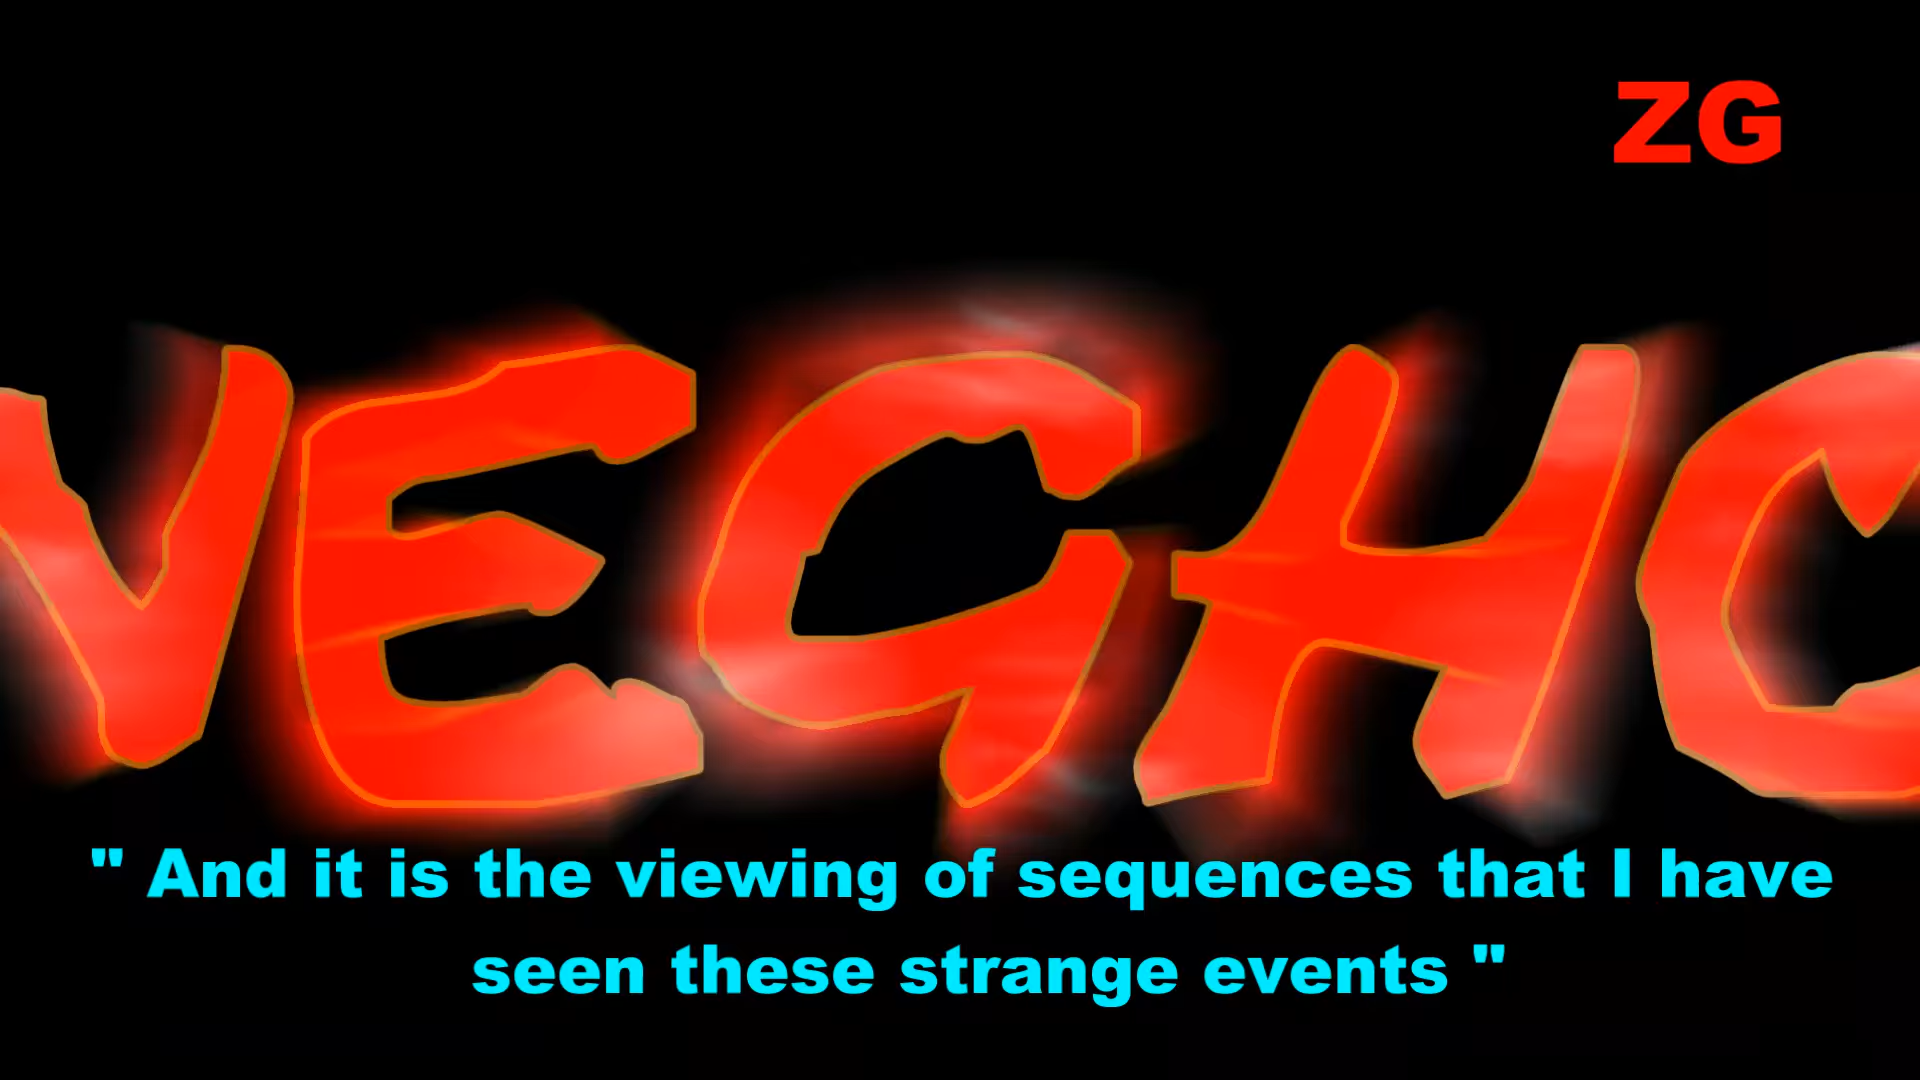 ZG
VEGHC
" And it is the viewing of sequences that I have
seen these strange events "